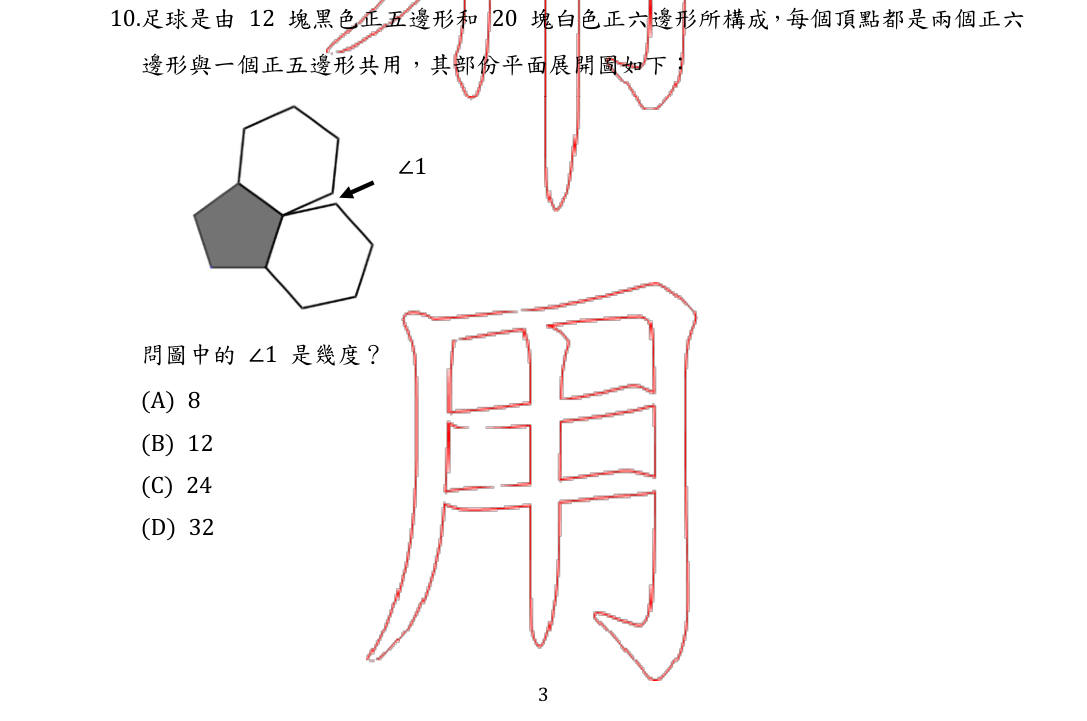 10.足球是由 12 塊黑色正五邊形和 20 塊白色正六邊形所構成，每個頂點都是兩個正六
邊形與一個正五邊形共用，其部份平面展開圖如下：
∠1
問圖中的 ∠1 是幾度？
(A) 8
(B) 12
(C) 24
(D) 32
用
3